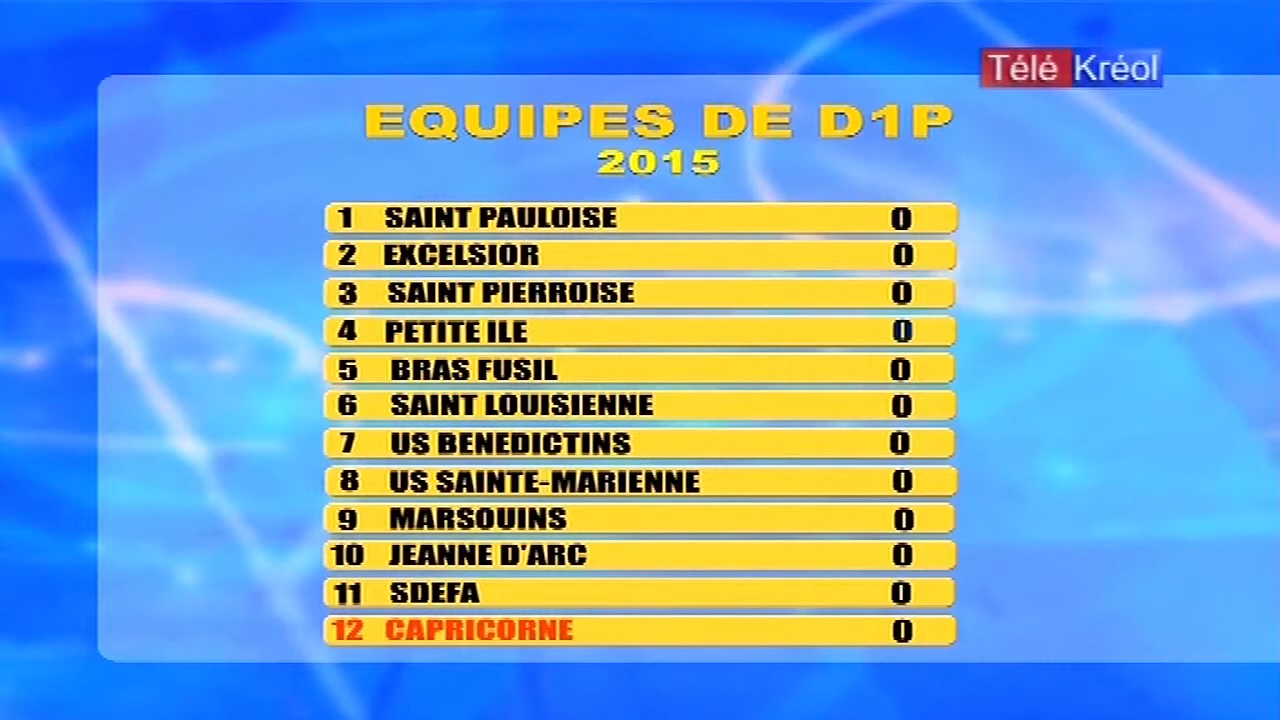 Télé Kréol
EQUIPES DE D1P
2015
1 SAINT PAULOISE 0
2 EXCELSIOR 0
3 SAINT PIERROISE 0
4 PETITE ILE 0
5 BRAS FUSIL 0
6 SAINT LOUISIENNE 0
7 US BENEDICTINS 0
8 US SAINTE-MARIENNE 0
9 MARSOUINS 0
10 JEANNE D'ARC 0
11 SDEFA 0
12 CAPRICORNE 0